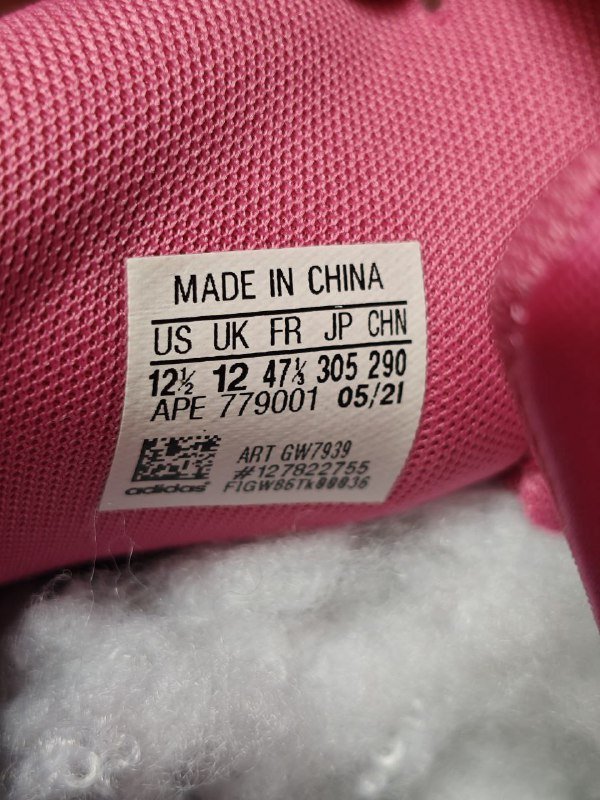 MADE IN CHINA
US UK FR JP CHN
12½ 12 47⅓ 305 290
APE 779001 05/21
ART GW7939
#127822755
adidas